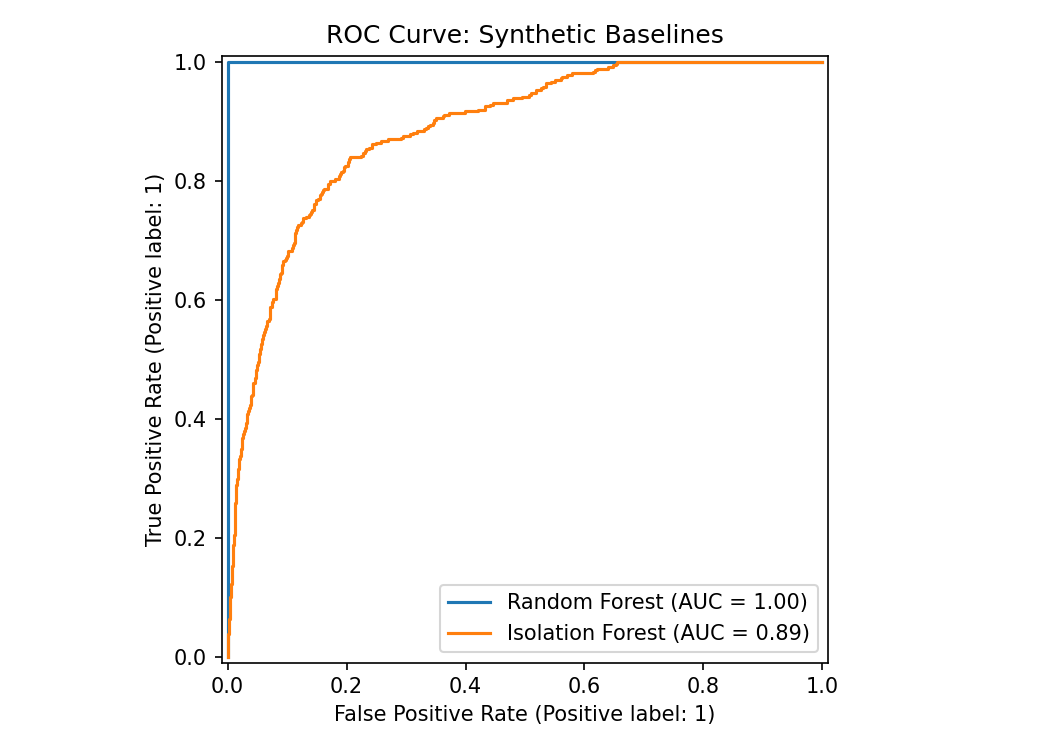 ROC Curve: Synthetic Baselines
True Positive Rate (Positive label: 1)
1.0
0.8
0.6
0.4
0.2
0.0
Random Forest (AUC = 1.00)
Isolation Forest (AUC = 0.89)
0.0 0.2 0.4 0.6 0.8 1.0
False Positive Rate (Positive label: 1)